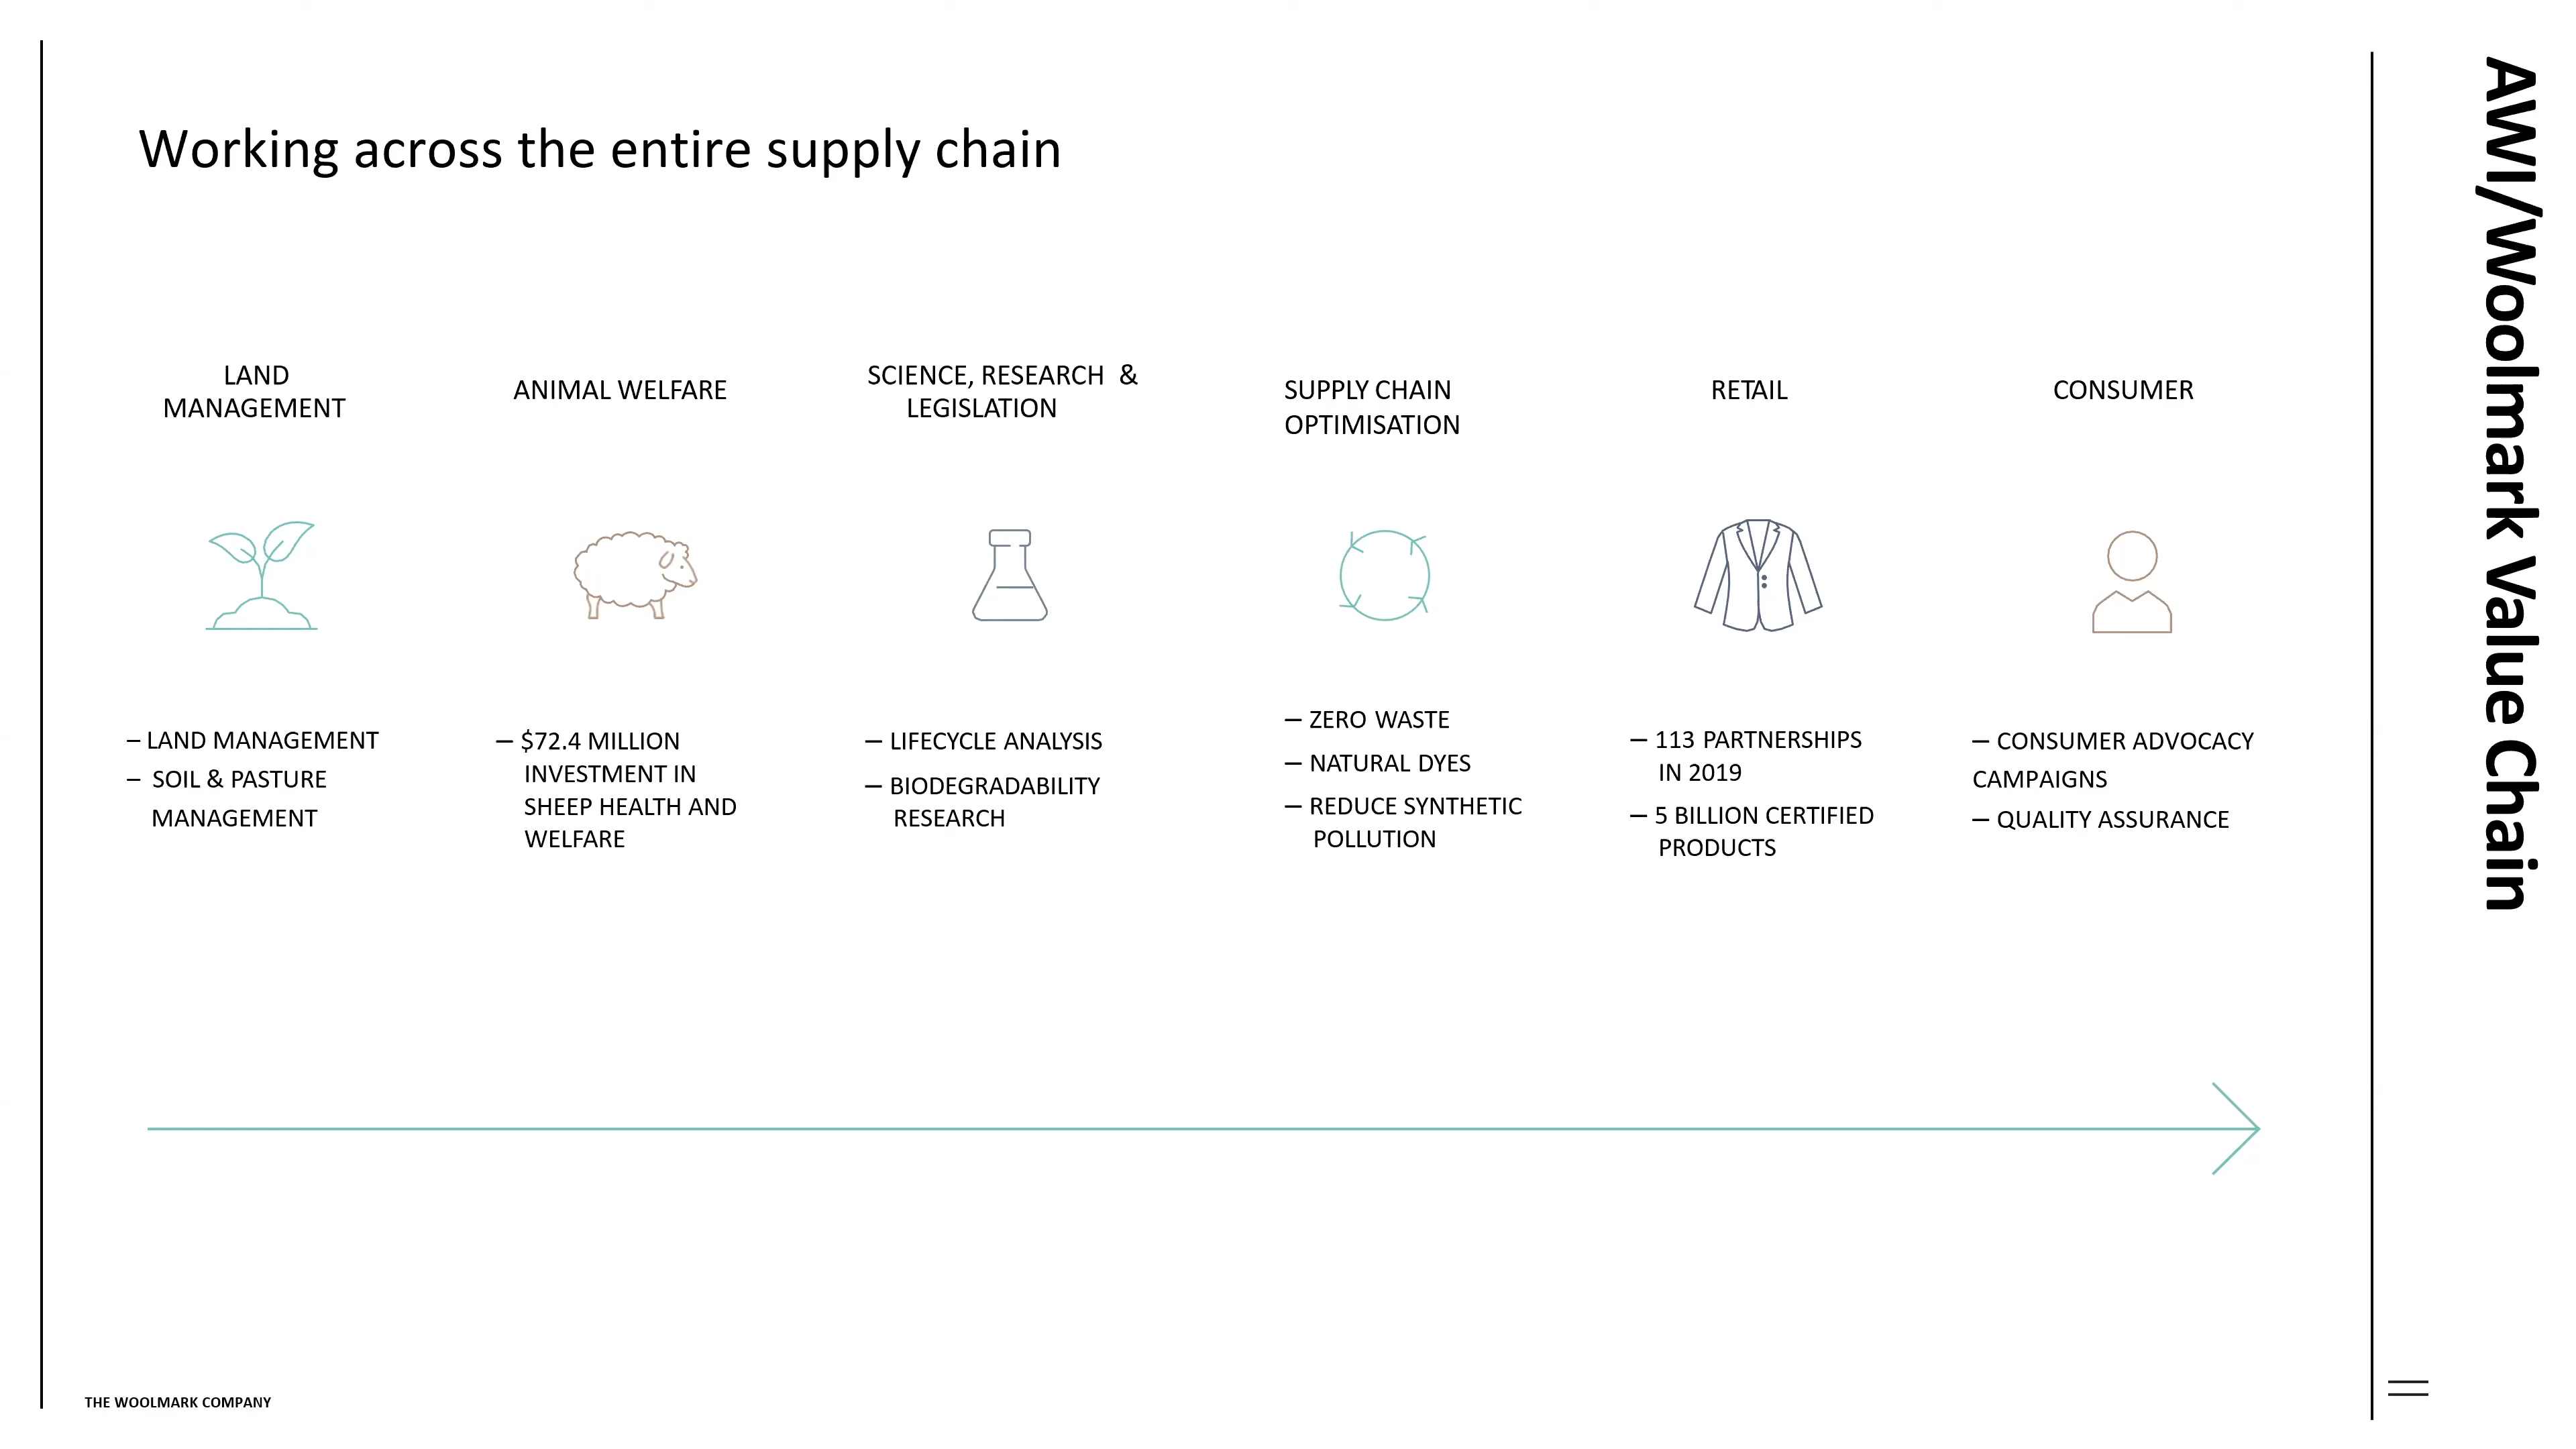 Working across the entire supply chain
LAND
MANAGEMENT
– LAND MANAGEMENT
– SOIL & PASTURE
MANAGEMENT
ANIMAL WELFARE
– $72.4 MILLION
INVESTMENT IN
SHEEP HEALTH AND
WELFARE
SCIENCE, RESEARCH &
LEGISLATION
– LIFECYCLE ANALYSIS
– BIODEGRADABILITY
RESEARCH
SUPPLY CHAIN
OPTIMISATION
– ZERO WASTE
– NATURAL DYES
– REDUCE SYNTHETIC
POLLUTION
RETAIL
– 113 PARTNERSHIPS
IN 2019
– 5 BILLION CERTIFIED
PRODUCTS
CONSUMER
– CONSUMER ADVOCACY
CAMPAIGNS
– QUALITY ASSURANCE
THE WOOLMARK COMPANY
AWI/Woolmark Value Chain